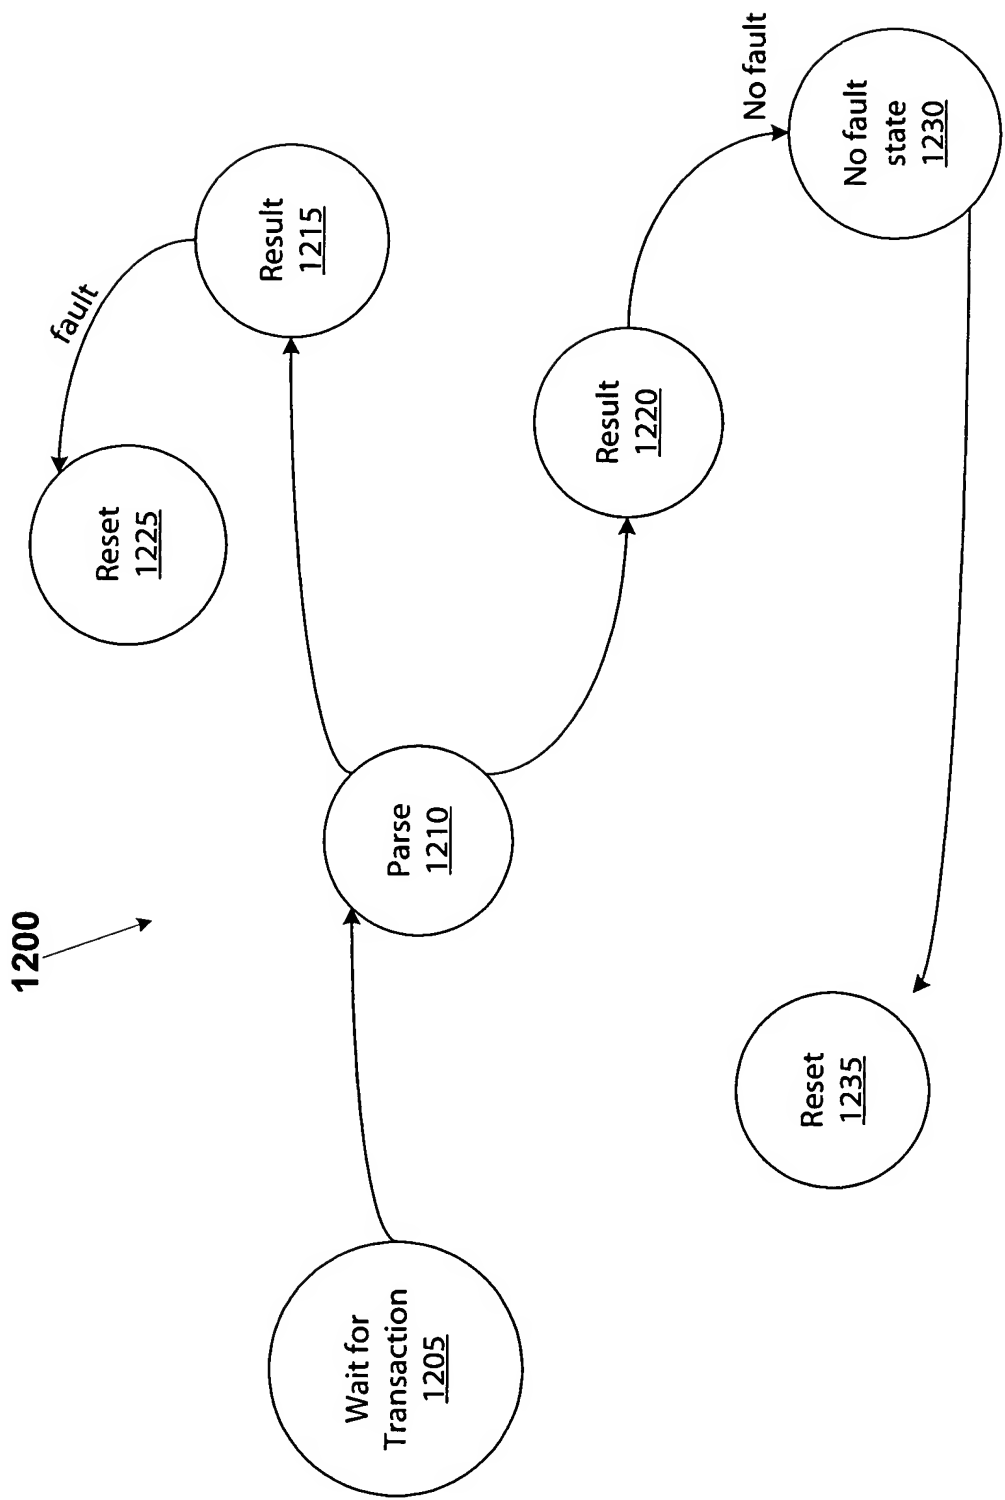 1200
Wait for
Transaction
1205
Parse
1210
Reset
1225
fault
Result
1215
Result
1220
No fault
No fault
state
1230
Reset
1235